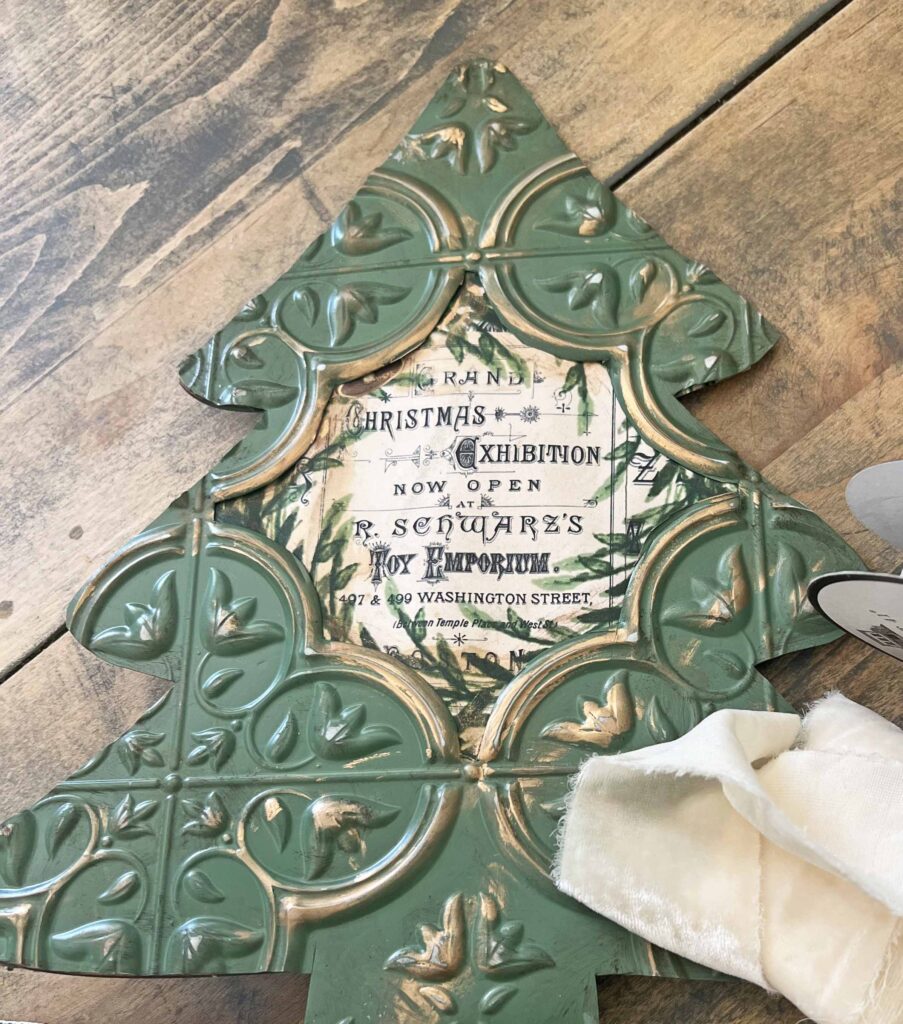 GRAND
CHRISTMAS
EXHIBITION
NOW OPEN
AT
R. SCHWARZ'S
TOY EMPORIUM.
497 & 499 WASHINGTON STREET,
(Between Temple Place and West St.)
BOSTON